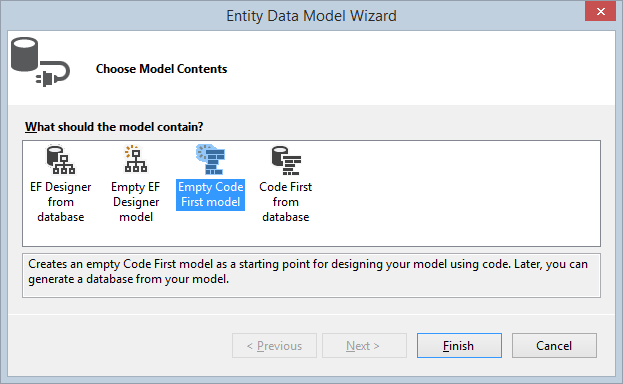 Entity Data Model Wizard
Choose Model Contents
What should the model contain?
EF Designer
from
database
Empty EF
Designer
model
Empty Code
First model
Code First
from
database
Creates an empty Code First model as a starting point for designing your model using code. Later, you can
generate a database from your model.
< Previous
Next >
Finish
Cancel